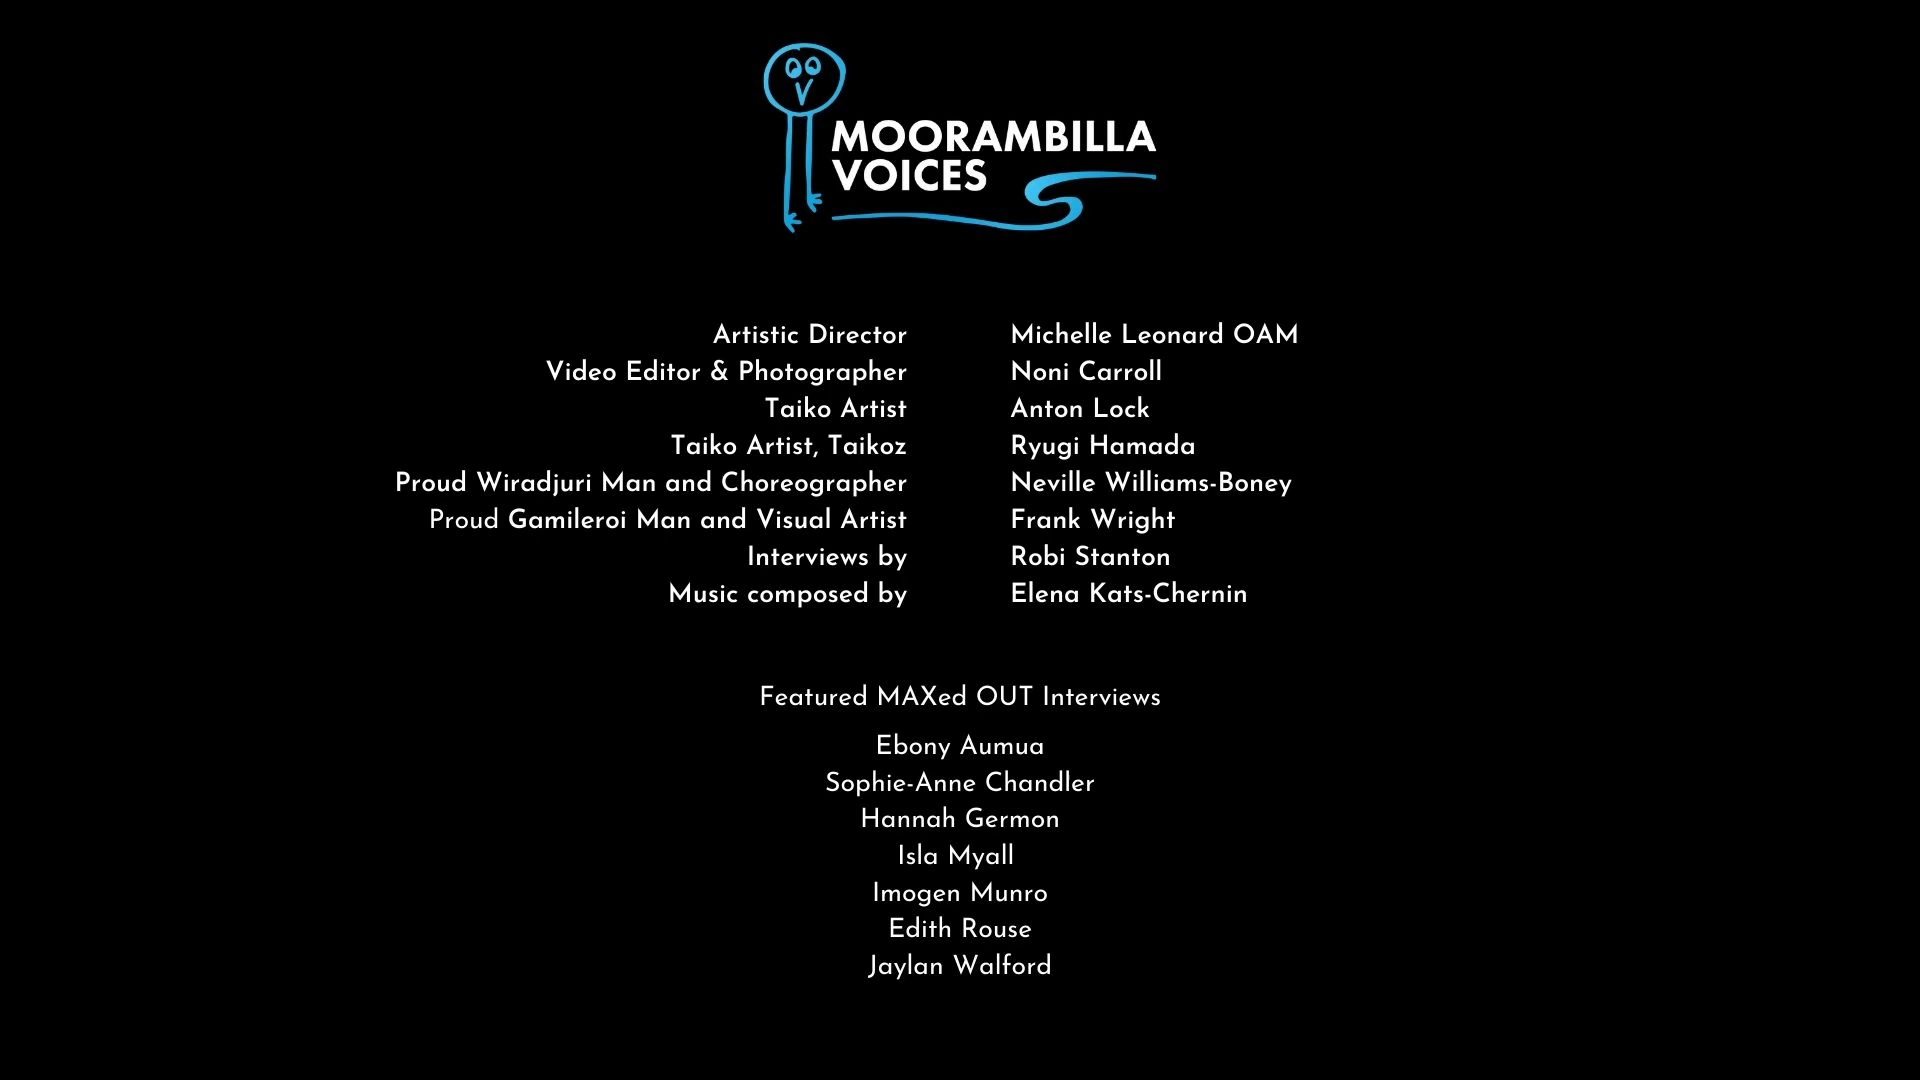 MOORAMBILLA
VOICES
Artistic Director Michelle Leonard OAM
Video Editor & Photographer Noni Carroll
Taiko Artist Anton Lock
Taiko Artist, Taikoz Ryugi Hamada
Proud Wiradjuri Man and Choreographer Neville Williams-Boney
Proud Gamileroi Man and Visual Artist Frank Wright
Interviews by Robi Stanton
Music composed by Elena Kats-Chernin
Featured MAXed OUT Interviews
Ebony Aumua
Sophie-Anne Chandler
Hannah Germon
Isla Myall
Imogen Munro
Edith Rouse
Jaylan Walford